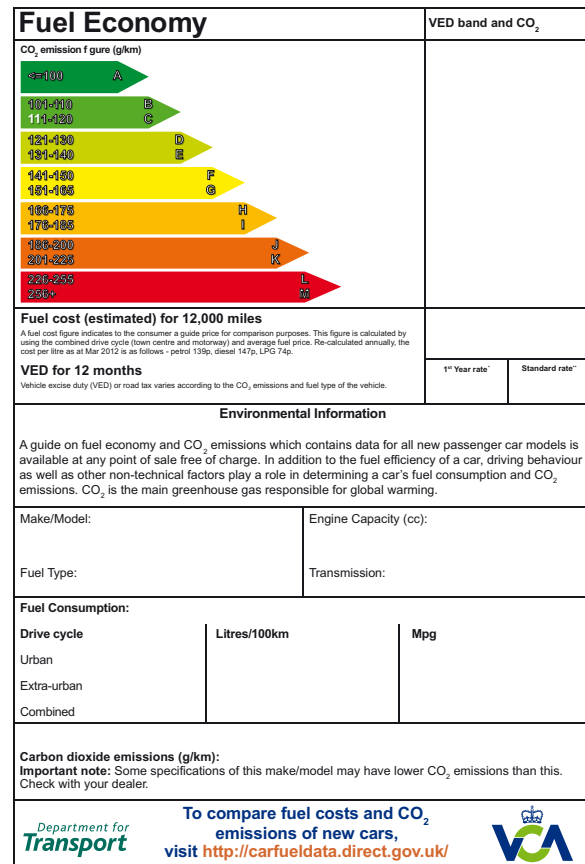 Fuel Economy
VED band and CO2
CO2 emission f gure (g/km)
<=100 A
101-110 B
111-120 C
121-130 D
131-140 E
141-150 F
151-165 G
166-175 H
176-185 I
186-200 J
201-225 K
226-255 L
256+ M
Fuel cost (estimated) for 12,000 miles
A fuel cost figure indicates to the consumer a guide price for comparison purposes. This figure is calculated by
using the combined drive cycle (town centre and motorway) and average fuel price. Re-calculated annually, the
cost per litre as at Mar 2012 is as follows - petrol 139p, diesel 147p, LPG 74p.
VED for 12 months
Vehicle excise duty (VED) or road tax varies according to the CO2 emissions and fuel type of the vehicle.
1st Year rate*
Standard rate**
Environmental Information
A guide on fuel economy and CO2 emissions which contains data for all new passenger car models is
available at any point of sale free of charge. In addition to the fuel efficiency of a car, driving behaviour
as well as other non-technical factors play a role in determining a car's fuel consumption and CO2
emissions. CO2 is the main greenhouse gas responsible for global warming.
Make/Model:
Engine Capacity (cc):
Fuel Type:
Transmission:
Fuel Consumption:
Drive cycle Litres/100km Mpg
Urban
Extra-urban
Combined
Carbon dioxide emissions (g/km):
Important note: Some specifications of this make/model may have lower CO2 emissions than this.
Check with your dealer.
Department for
Transport
To compare fuel costs and CO2
emissions of new cars,
visit http://carfueldata.direct.gov.uk/
VCA